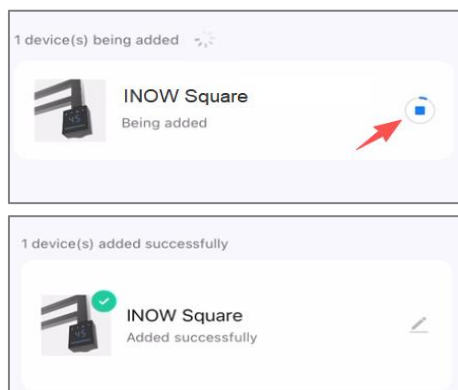 1 device(s) being added
INOW Square
Being added
1 device(s) added successfully
INOW Square
Added successfully